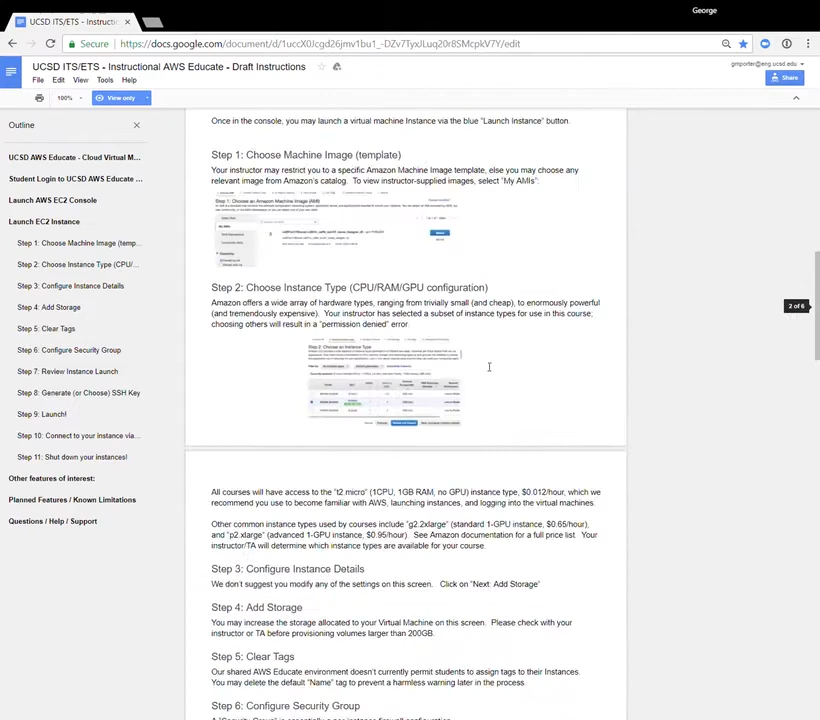 George
UCSD ITS/ETS - Instructi
Secure
https://docs.google.com/document/d/1uccX0Jcgd26jmv1bu1_-DZv7TyxJLuq20r8SMcpkV7Y/edit
UCSD ITS/ETS - Instructional AWS Educate - Draft Instructions
gmporter@eng.ucsd.edu
File Edit View Tools Help
Share
100%
View only
Outline
UCSD AWS Educate - Cloud Virtual M...
Student Login to UCSD AWS Educate ...
Launch AWS EC2 Console
Launch EC2 Instance
Step 1: Choose Machine Image (temp...
Step 2: Choose Instance Type (CPU/...
Step 3: Configure Instance Details
Step 4: Add Storage
Step 5: Clear Tags
Step 6: Configure Security Group
Step 7: Review Instance Launch
Step 8: Generate (or Choose) SSH Key
Step 9: Launch!
Step 10: Connect to your instance via...
Step 11: Shut down your instances!
Other features of interest:
Planned Features / Known Limitations
Questions / Help / Support
Once in the console, you may launch a virtual machine Instance via the blue "Launch Instance" button.
Step 1: Choose Machine Image (template)
Your instructor may restrict you to a specific Amazon Machine Image template, else you may choose any
relevant image from Amazon's catalog. To view instructor-supplied images, select "My AMIs":
Step 1: Choose an Amazon Machine Image (AMI)
Step 2: Choose Instance Type (CPU/RAM/GPU configuration)
Amazon offers a wide array of hardware types, ranging from trivially small (and cheap), to enormously powerful
(and tremendously expensive). Your instructor has selected a subset of instance types for use in this course;
choosing others will result in a "permission denied" error.
Step 2: Choose an Instance Type
2 of 6
All courses will have access to the "t2.micro" (1CPU, 1GB RAM, no GPU) instance type, $0.012/hour, which we
recommend you use to become familiar with AWS, launching instances, and logging into the virtual machines.
Other common instance types used by courses include "g2.2xlarge" (standard 1-GPU instance, $0.65/hour),
and "p2.xlarge" (advanced 1-GPU instance, $0.95/hour). See Amazon documentation for a full price list. Your
instructor/TA will determine which instance types are available for your course.
Step 3: Configure Instance Details
We don't suggest you modify any of the settings on this screen. Click on "Next: Add Storage"
Step 4: Add Storage
You may increase the storage allocated to your Virtual Machine on this screen. Please check with your
instructor or TA before provisioning volumes larger than 200GB.
Step 5: Clear Tags
Our shared AWS Educate environment doesn't currently permit students to assign tags to their Instances.
You may delete the default "Name" tag to prevent a harmless warning later in the process.
Step 6: Configure Security Group